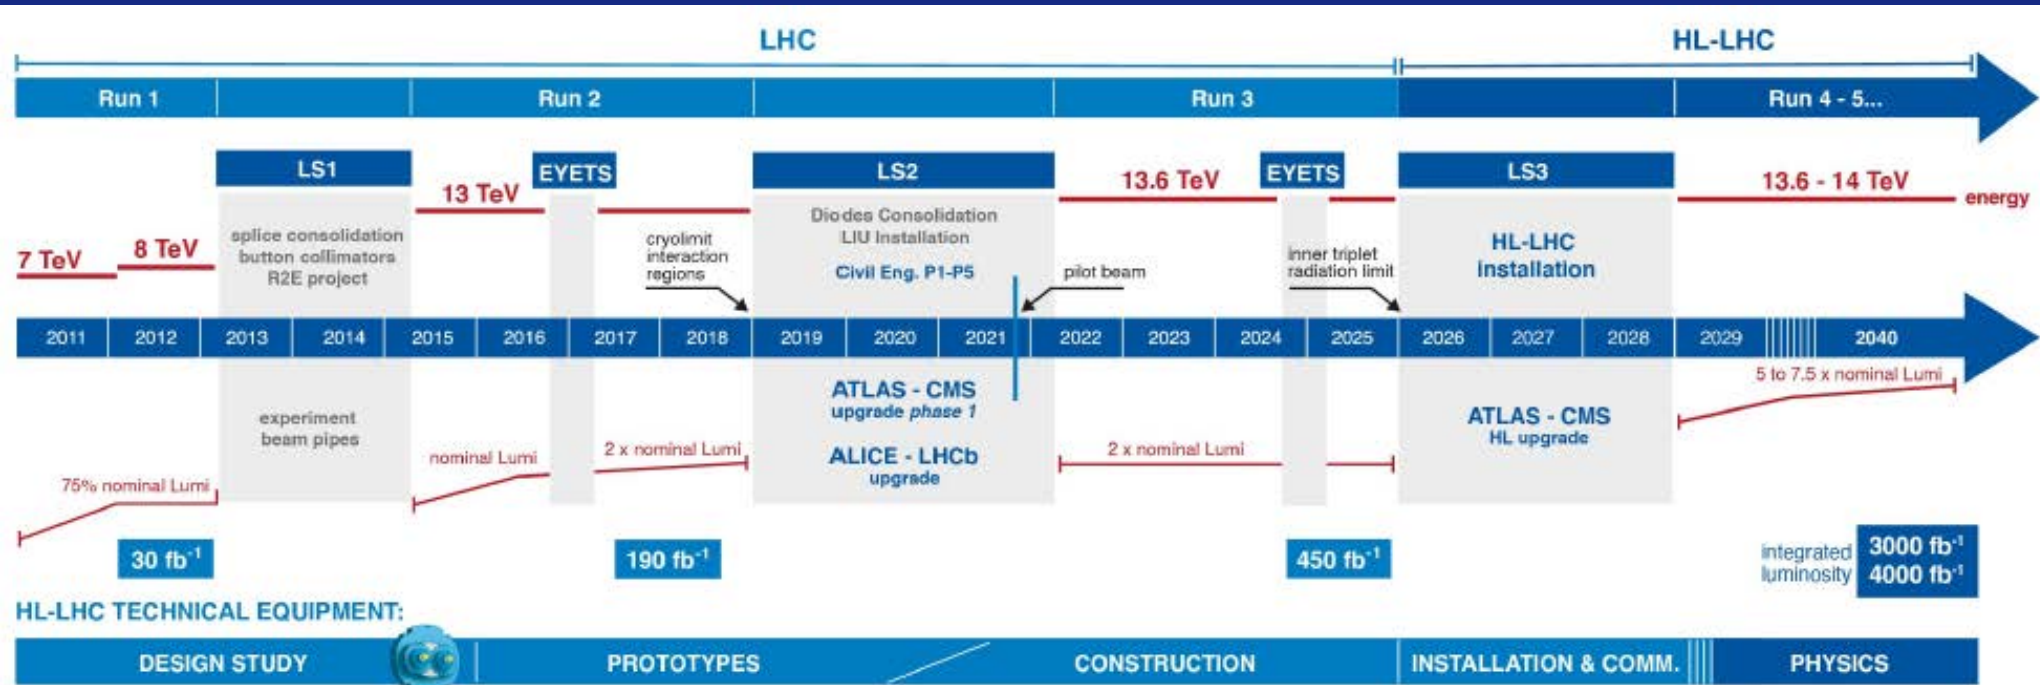 LHC
HL-LHC
Run 1
Run 2
Run 3
Run 4 - 5...
LS1
EYETS
LS2
EYETS
LS3
13 TeV
13.6 TeV
13.6 - 14 TeV
energy
7 TeV
8 TeV
splice consolidation
button collimators
R2E project
cryolimit
interaction
regions
Diodes Consolidation
LIU Installation
Civil Eng. P1-P5
pilot beam
inner triplet
radiation limit
HL-LHC
installation
2011
2012
2013
2014
2015
2016
2017
2018
2019
2020
2021
2022
2023
2024
2025
2026
2027
2028
2029
2040
5 to 7.5 x nominal Lumi
experiment
beam pipes
ATLAS - CMS
upgrade phase 1
ALICE - LHCb
upgrade
ATLAS - CMS
HL upgrade
75% nominal Lumi
nominal Lumi
2 x nominal Lumi
2 x nominal Lumi
30 fb⁻¹
190 fb⁻¹
450 fb⁻¹
integrated
luminosity
3000 fb⁻¹
4000 fb⁻¹
HL-LHC TECHNICAL EQUIPMENT:
DESIGN STUDY
PROTOTYPES
CONSTRUCTION
INSTALLATION & COMM.
PHYSICS